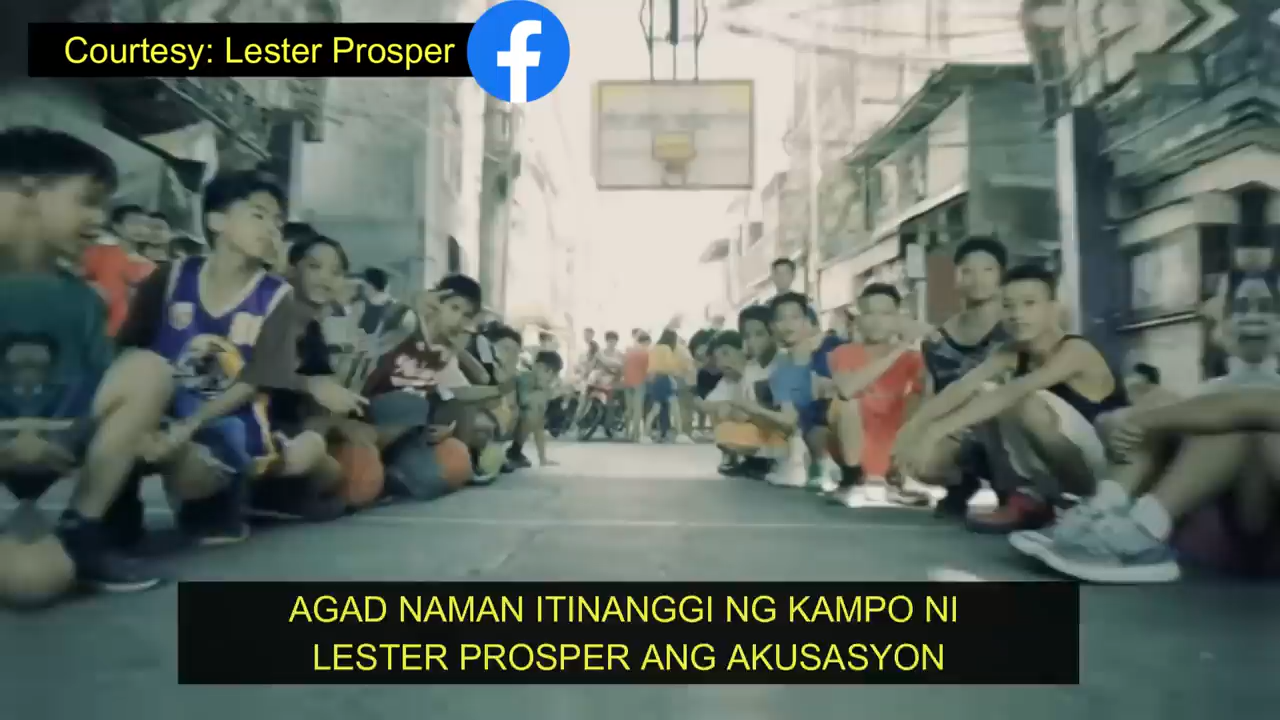 Courtesy: Lester Prosper
AGAD NAMAN ITINANGGI NG KAMPO NI
LESTER PROSPER ANG AKUSASYON